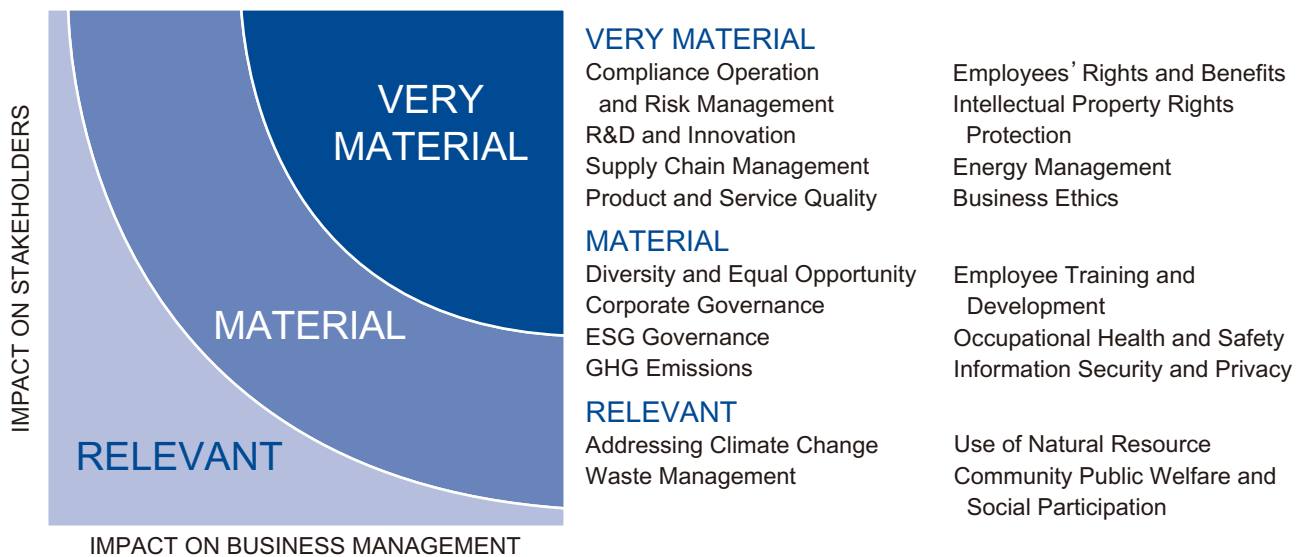 IMPACT ON STAKEHOLDERS
VERY
MATERIAL
MATERIAL
RELEVANT
IMPACT ON BUSINESS MANAGEMENT
VERY MATERIAL
Compliance Operation
and Risk Management
R&D and Innovation
Supply Chain Management
Product and Service Quality
Employees’ Rights and Benefits
Intellectual Property Rights
Protection
Energy Management
Business Ethics
MATERIAL
Diversity and Equal Opportunity
Corporate Governance
ESG Governance
GHG Emissions
Employee Training and
Development
Occupational Health and Safety
Information Security and Privacy
RELEVANT
Addressing Climate Change
Waste Management
Use of Natural Resource
Community Public Welfare and
Social Participation